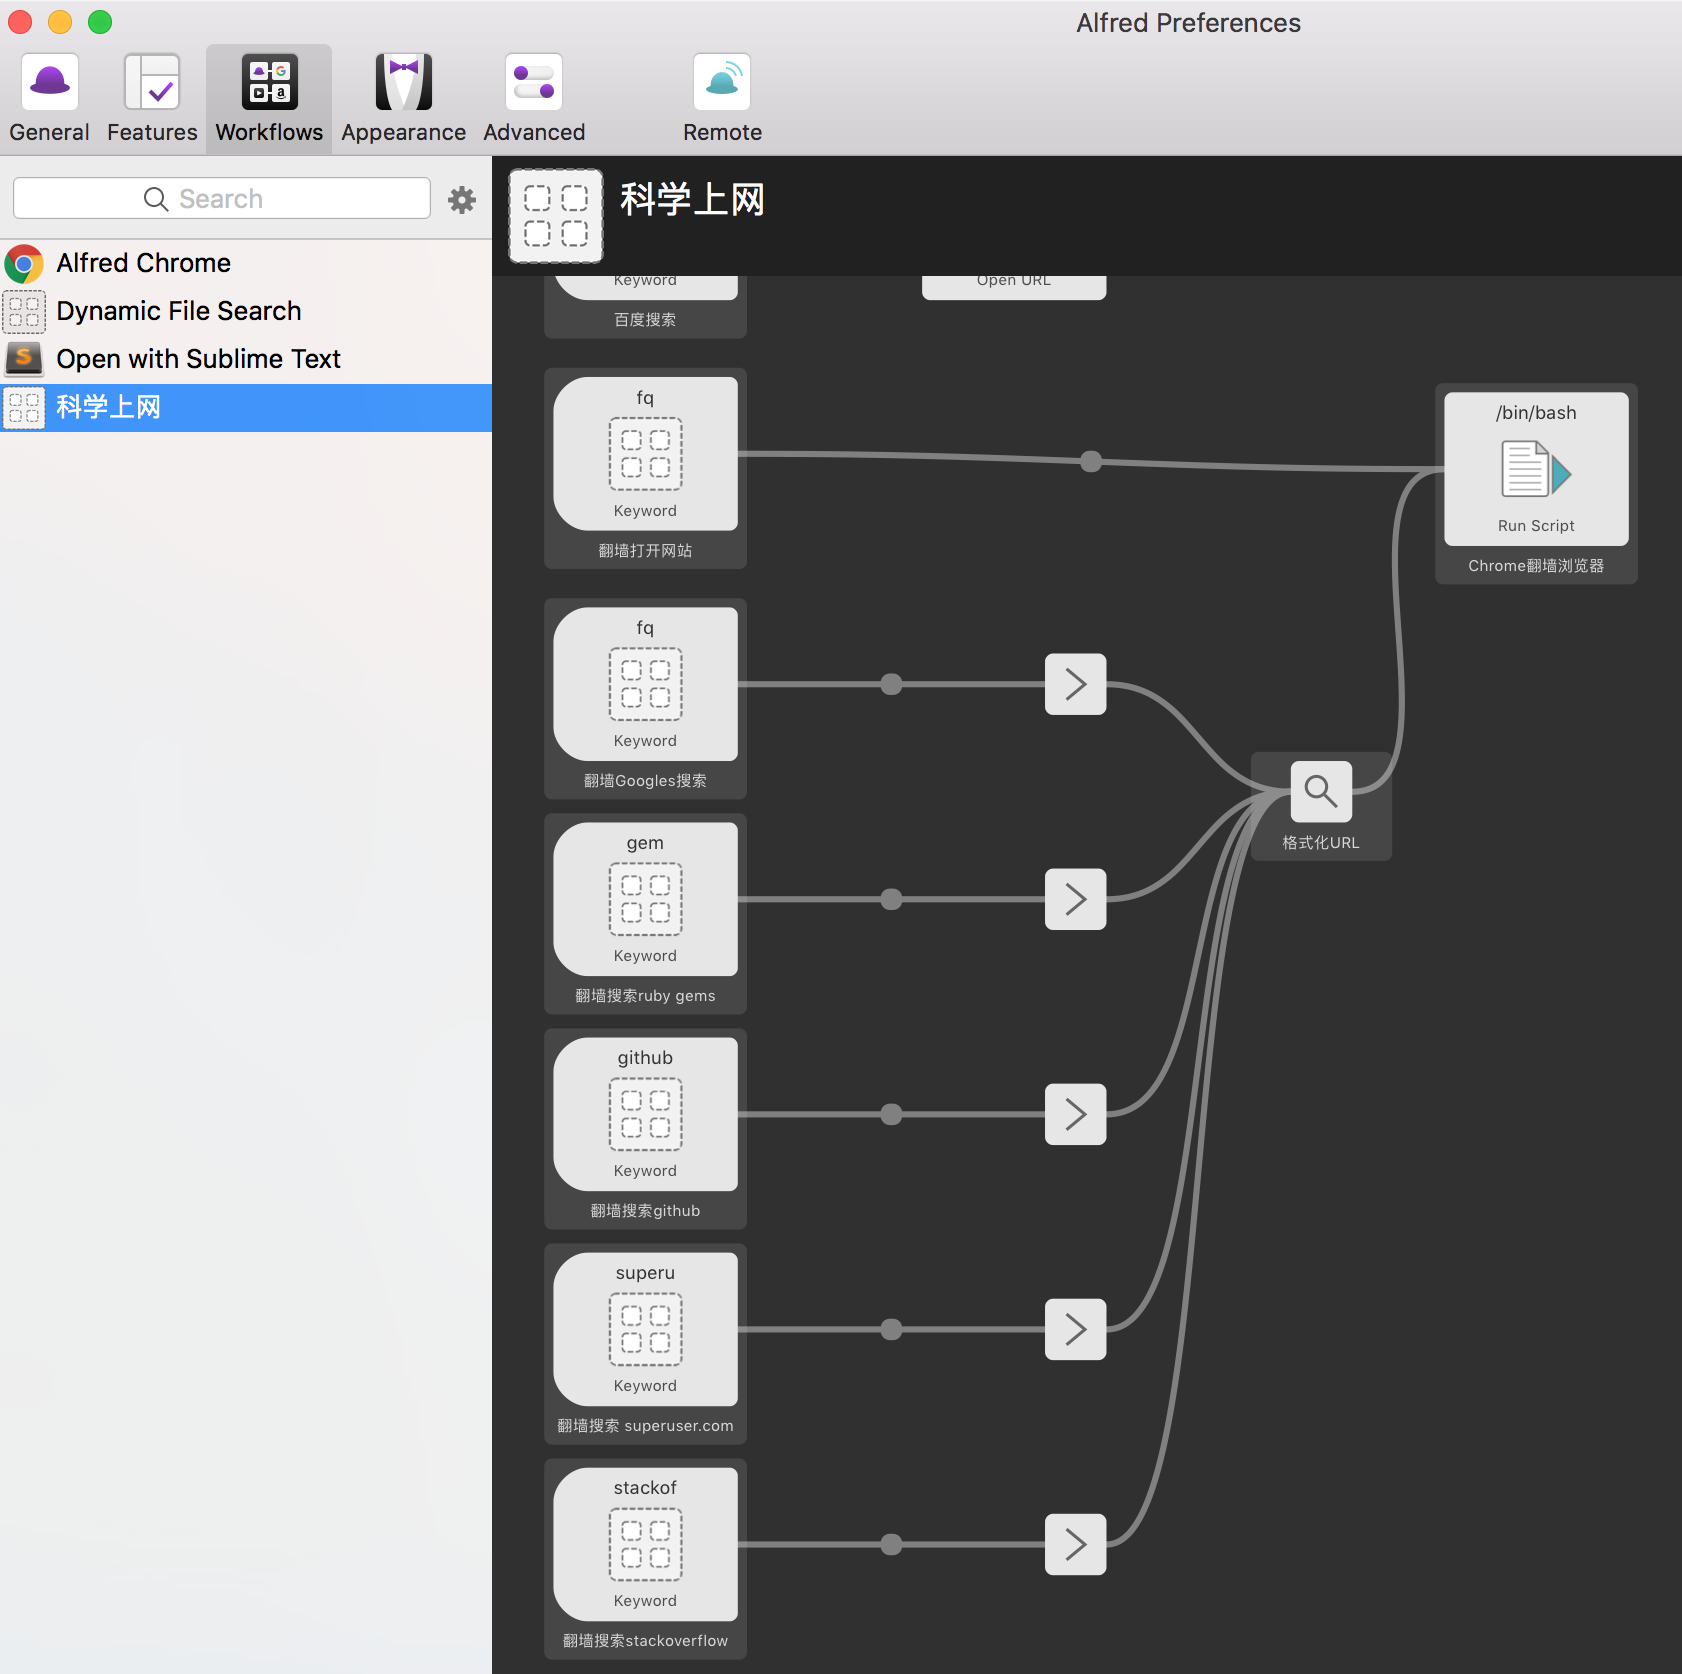 Alfred Preferences
General
Features
Workflows
Appearance
Advanced
Remote
Search
Alfred Chrome
Dynamic File Search
Open with Sublime Text
科学上网
科学上网
Keyword
百度搜索
Open URL
fq
Keyword
翻墙打开网站
/bin/bash
Run Script
Chrome翻墙浏览器
fq
Keyword
翻墙Googles搜索
格式化URL
gem
Keyword
翻墙搜索ruby gems
github
Keyword
翻墙搜索github
superu
Keyword
翻墙搜索 superuser.com
stackof
Keyword
翻墙搜索stackoverflow